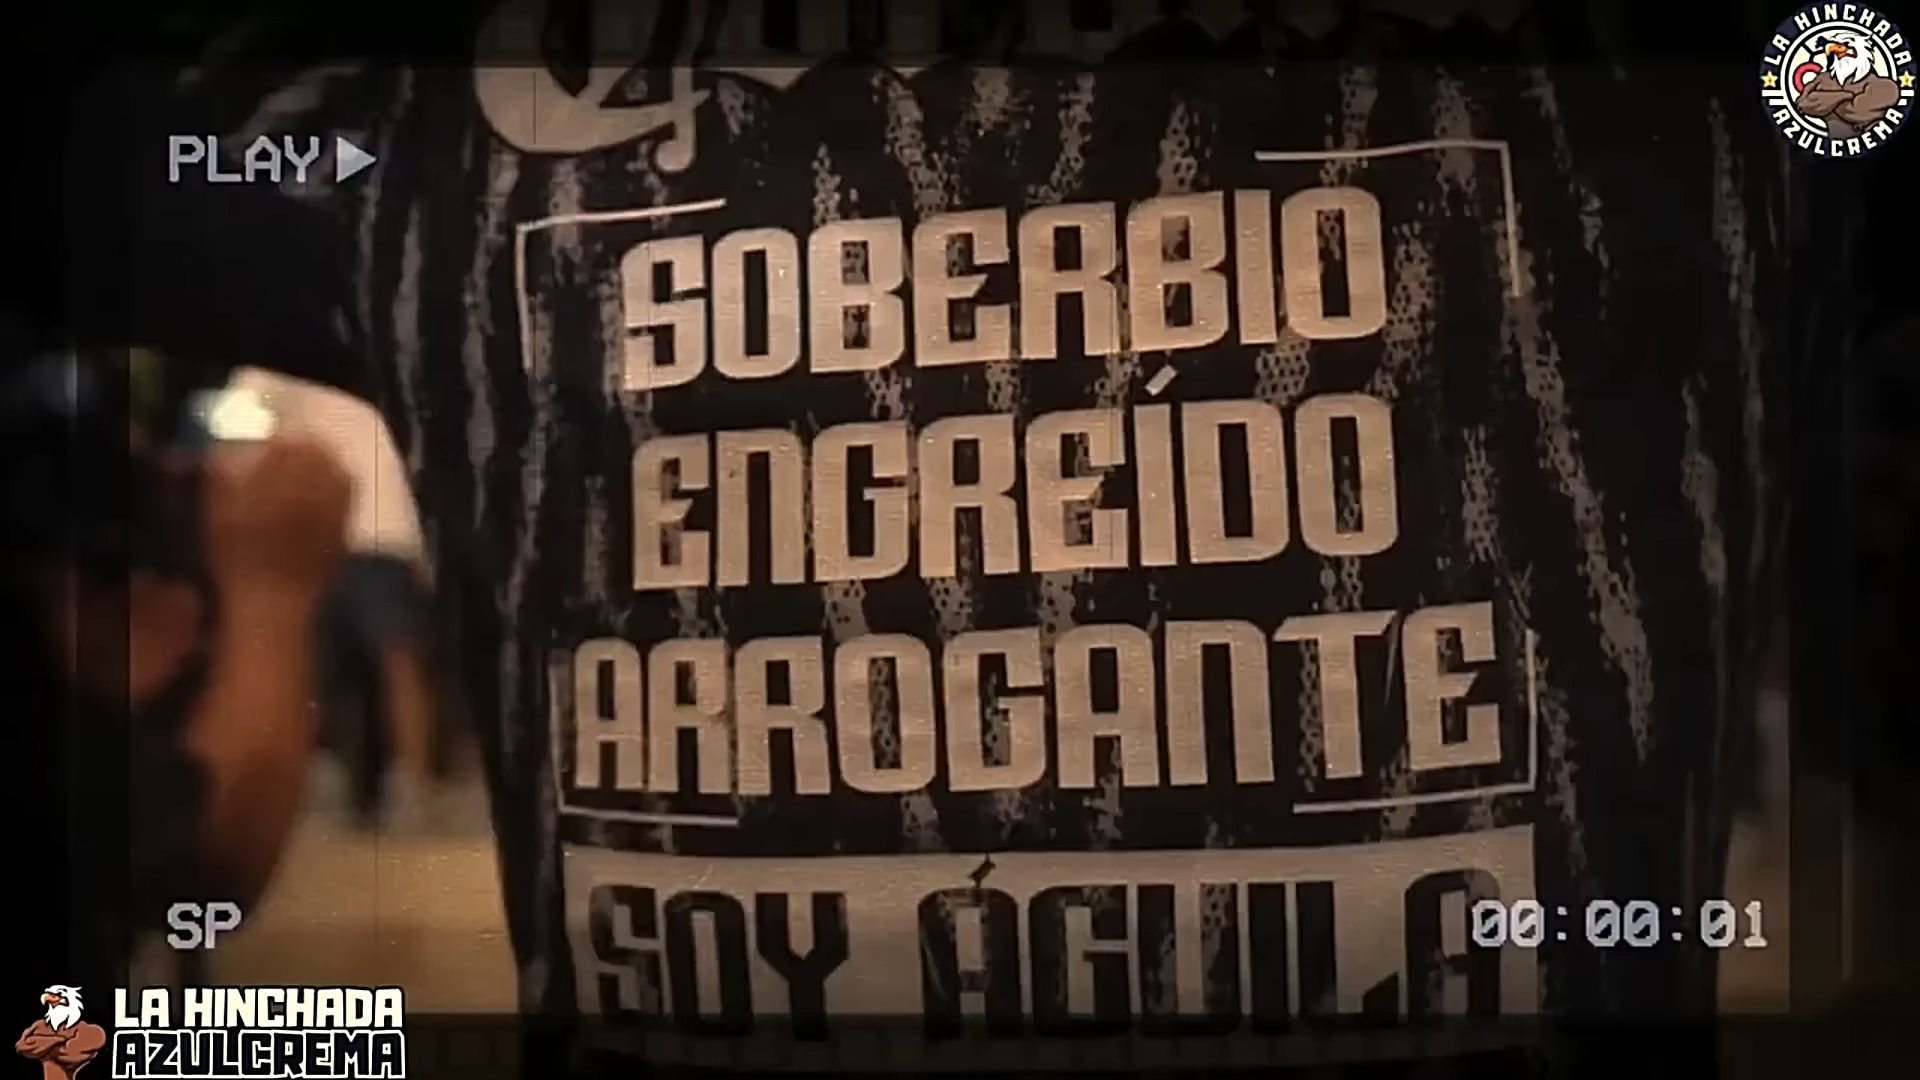 LA HINCHADA
AZULCREMA
PLAY
SOBERBIO
ENGREÍDO
ARROGANTE
SOY ÁGUILA
SP
00:00:01
LA HINCHADA
AZULCREMA